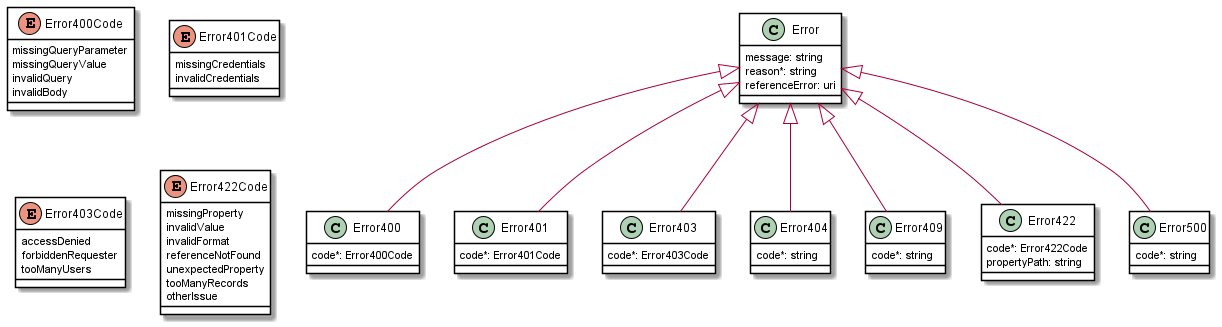 E Error400Code
missingQueryParameter
missingQueryValue
invalidQuery
invalidBody
E Error401Code
missingCredentials
invalidCredentials
C Error
message: string
reason*: string
referenceError: uri
E Error403Code
accessDenied
forbiddenRequester
tooManyUsers
E Error422Code
missingProperty
invalidValue
invalidFormat
referenceNotFound
unexpectedProperty
tooManyRecords
otherIssue
C Error400
code*: Error400Code
C Error401
code*: Error401Code
C Error403
code*: Error403Code
C Error404
code*: string
C Error409
code*: string
C Error422
code*: Error422Code
propertyPath: string
C Error500
code*: string